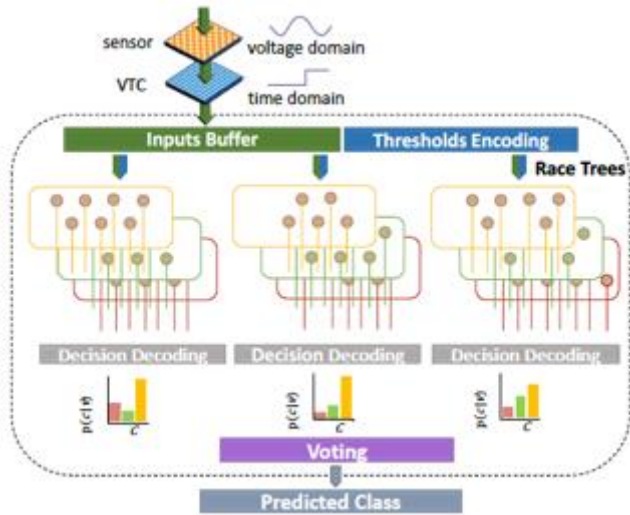 sensor
voltage domain
VTC
time domain
Inputs Buffer
Thresholds Encoding
Race Trees
Decision Decoding
Decision Decoding
Decision Decoding
p(c|v)
C
p(c|v)
C
p(c|v)
C
Voting
Predicted Class